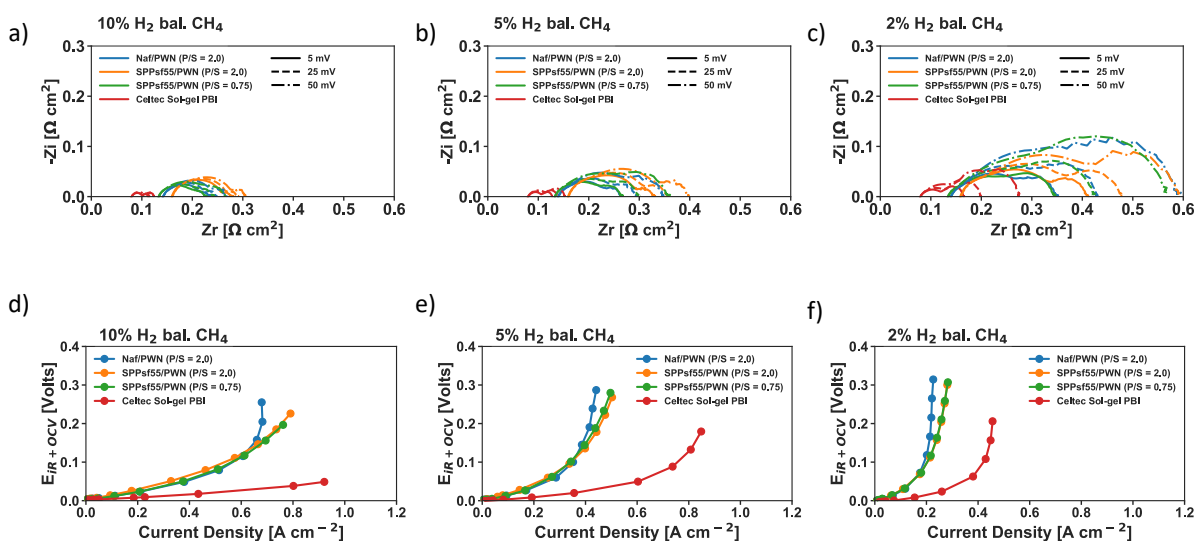 a)
10% H₂ bal. CH₄
-Zi [Ω cm²]
0.3
0.2
0.1
0.0
Naf/PWN (P/S = 2.0)
SPPsf55/PWN (P/S = 2.0)
SPPsf55/PWN (P/S = 0.75)
Celtec Sol-gel PBI
5 mV
25 mV
50 mV
0.0 0.1 0.2 0.3 0.4 0.5 0.6
Zr [Ω cm²]
b)
5% H₂ bal. CH₄
-Zi [Ω cm²]
0.3
0.2
0.1
0.0
Naf/PWN (P/S = 2.0)
SPPsf55/PWN (P/S = 2.0)
SPPsf55/PWN (P/S = 0.75)
Celtec Sol-gel PBI
5 mV
25 mV
50 mV
0.0 0.1 0.2 0.3 0.4 0.5 0.6
Zr [Ω cm²]
c)
2% H₂ bal. CH₄
-Zi [Ω cm²]
0.3
0.2
0.1
0.0
Naf/PWN (P/S = 2.0)
SPPsf55/PWN (P/S = 2.0)
SPPsf55/PWN (P/S = 0.75)
Celtec Sol-gel PBI
5 mV
25 mV
50 mV
0.0 0.1 0.2 0.3 0.4 0.5 0.6
Zr [Ω cm²]
d)
10% H₂ bal. CH₄
E_iR + OCV [Volts]
0.4
0.3
0.2
0.1
0.0
Naf/PWN (P/S = 2.0)
SPPsf55/PWN (P/S = 2.0)
SPPsf55/PWN (P/S = 0.75)
Celtec Sol-gel PBI
0.0 0.2 0.4 0.6 0.8 1.0 1.2
Current Density [A cm⁻²]
e)
5% H₂ bal. CH₄
E_iR + OCV [Volts]
0.4
0.3
0.2
0.1
0.0
Naf/PWN (P/S = 2.0)
SPPsf55/PWN (P/S = 2.0)
SPPsf55/PWN (P/S = 0.75)
Celtec Sol-gel PBI
0.0 0.2 0.4 0.6 0.8 1.0 1.2
Current Density [A cm⁻²]
f)
2% H₂ bal. CH₄
E_iR + OCV [Volts]
0.4
0.3
0.2
0.1
0.0
Naf/PWN (P/S = 2.0)
SPPsf55/PWN (P/S = 2.0)
SPPsf55/PWN (P/S = 0.75)
Celtec Sol-gel PBI
0.0 0.2 0.4 0.6 0.8 1.0 1.2
Current Density [A cm⁻²]